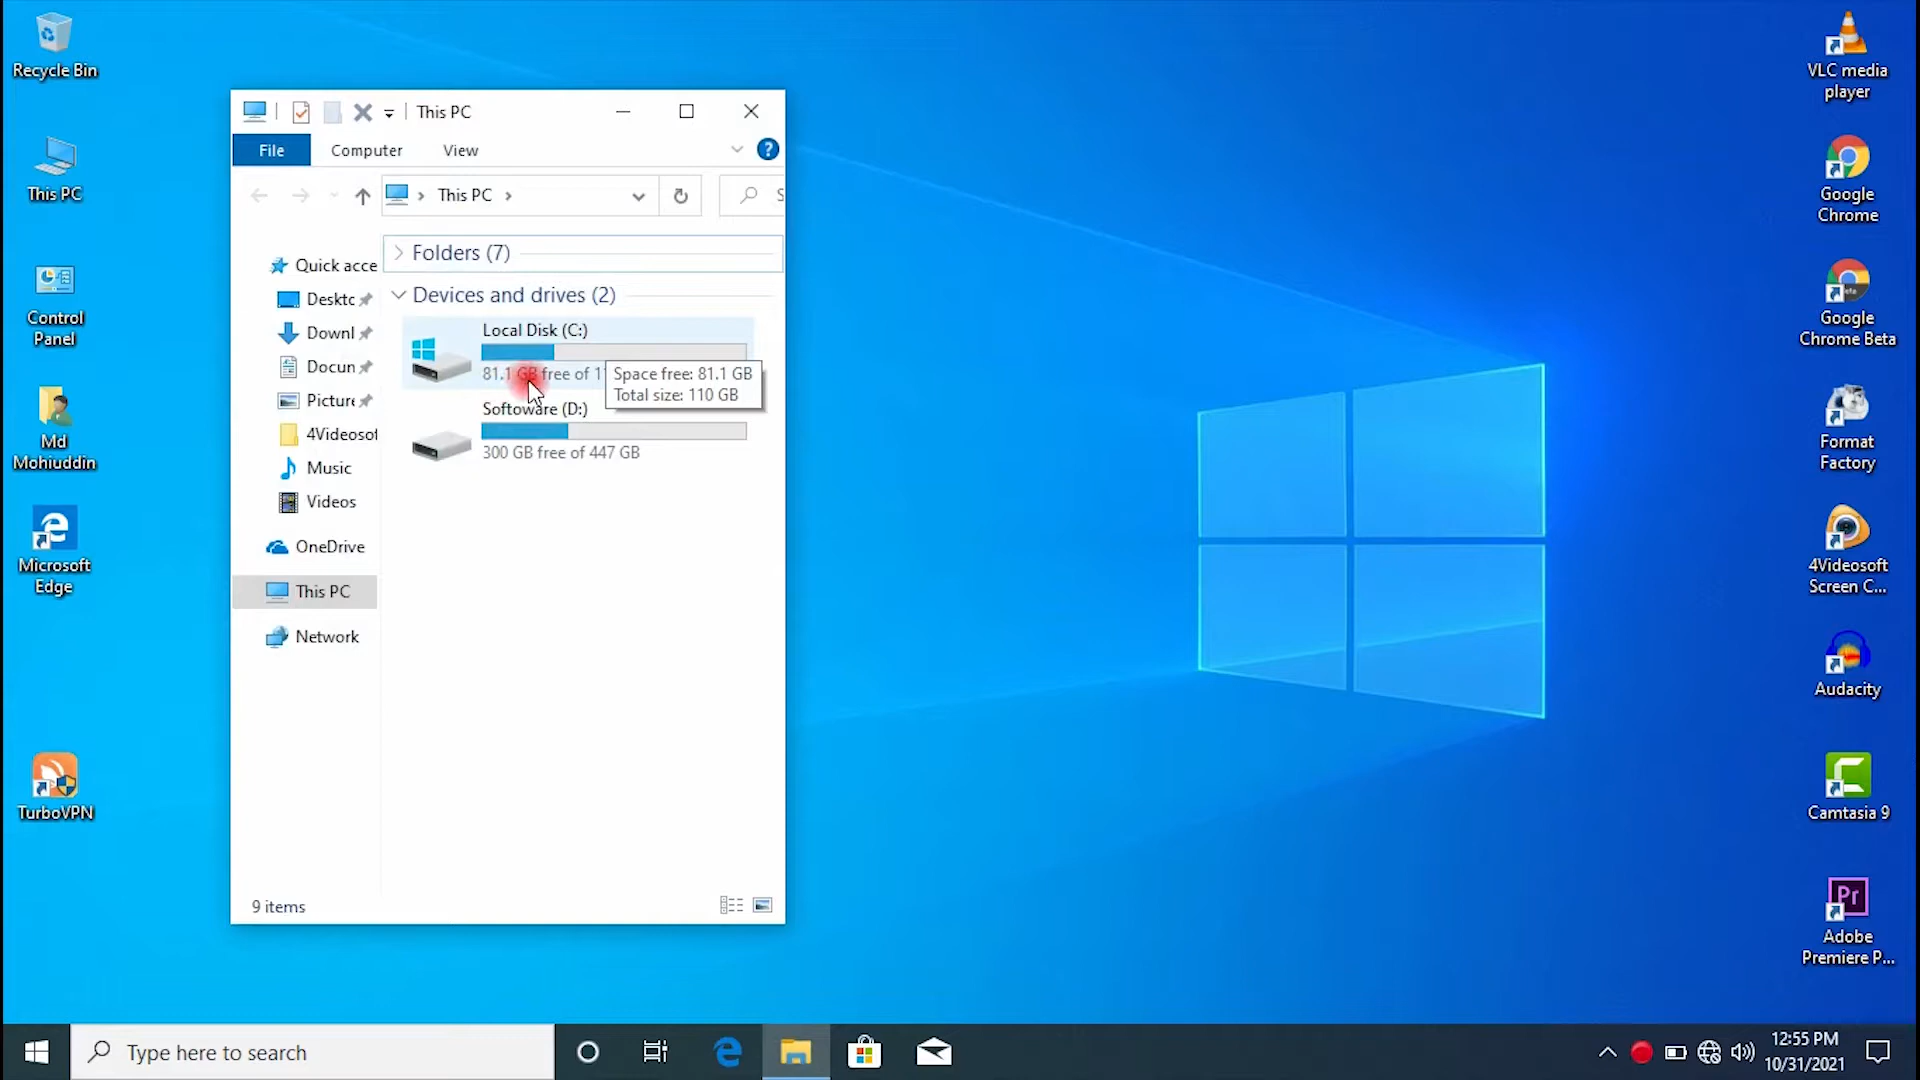 Recycle Bin
This PC
Control
Panel
Md
Mohiuddin
Microsoft
Edge
TurboVPN
This PC
File
Computer
View
This PC
S
Quick acce
Deskto
Downl
Docun
Picture
4Videosof
Music
Videos
OneDrive
This PC
Network
Folders (7)
Devices and drives (2)
Local Disk (C:)
81.1 GB free of 11
Space free: 81.1 GB
Total size: 110 GB
Softoware (D:)
300 GB free of 447 GB
9 items
VLC media
player
Google
Chrome
Google
Chrome Beta
Format
Factory
4Videosoft
Screen C...
Audacity
Camtasia 9
Adobe
Premiere P...
Type here to search
12:55 PM
10/31/2021